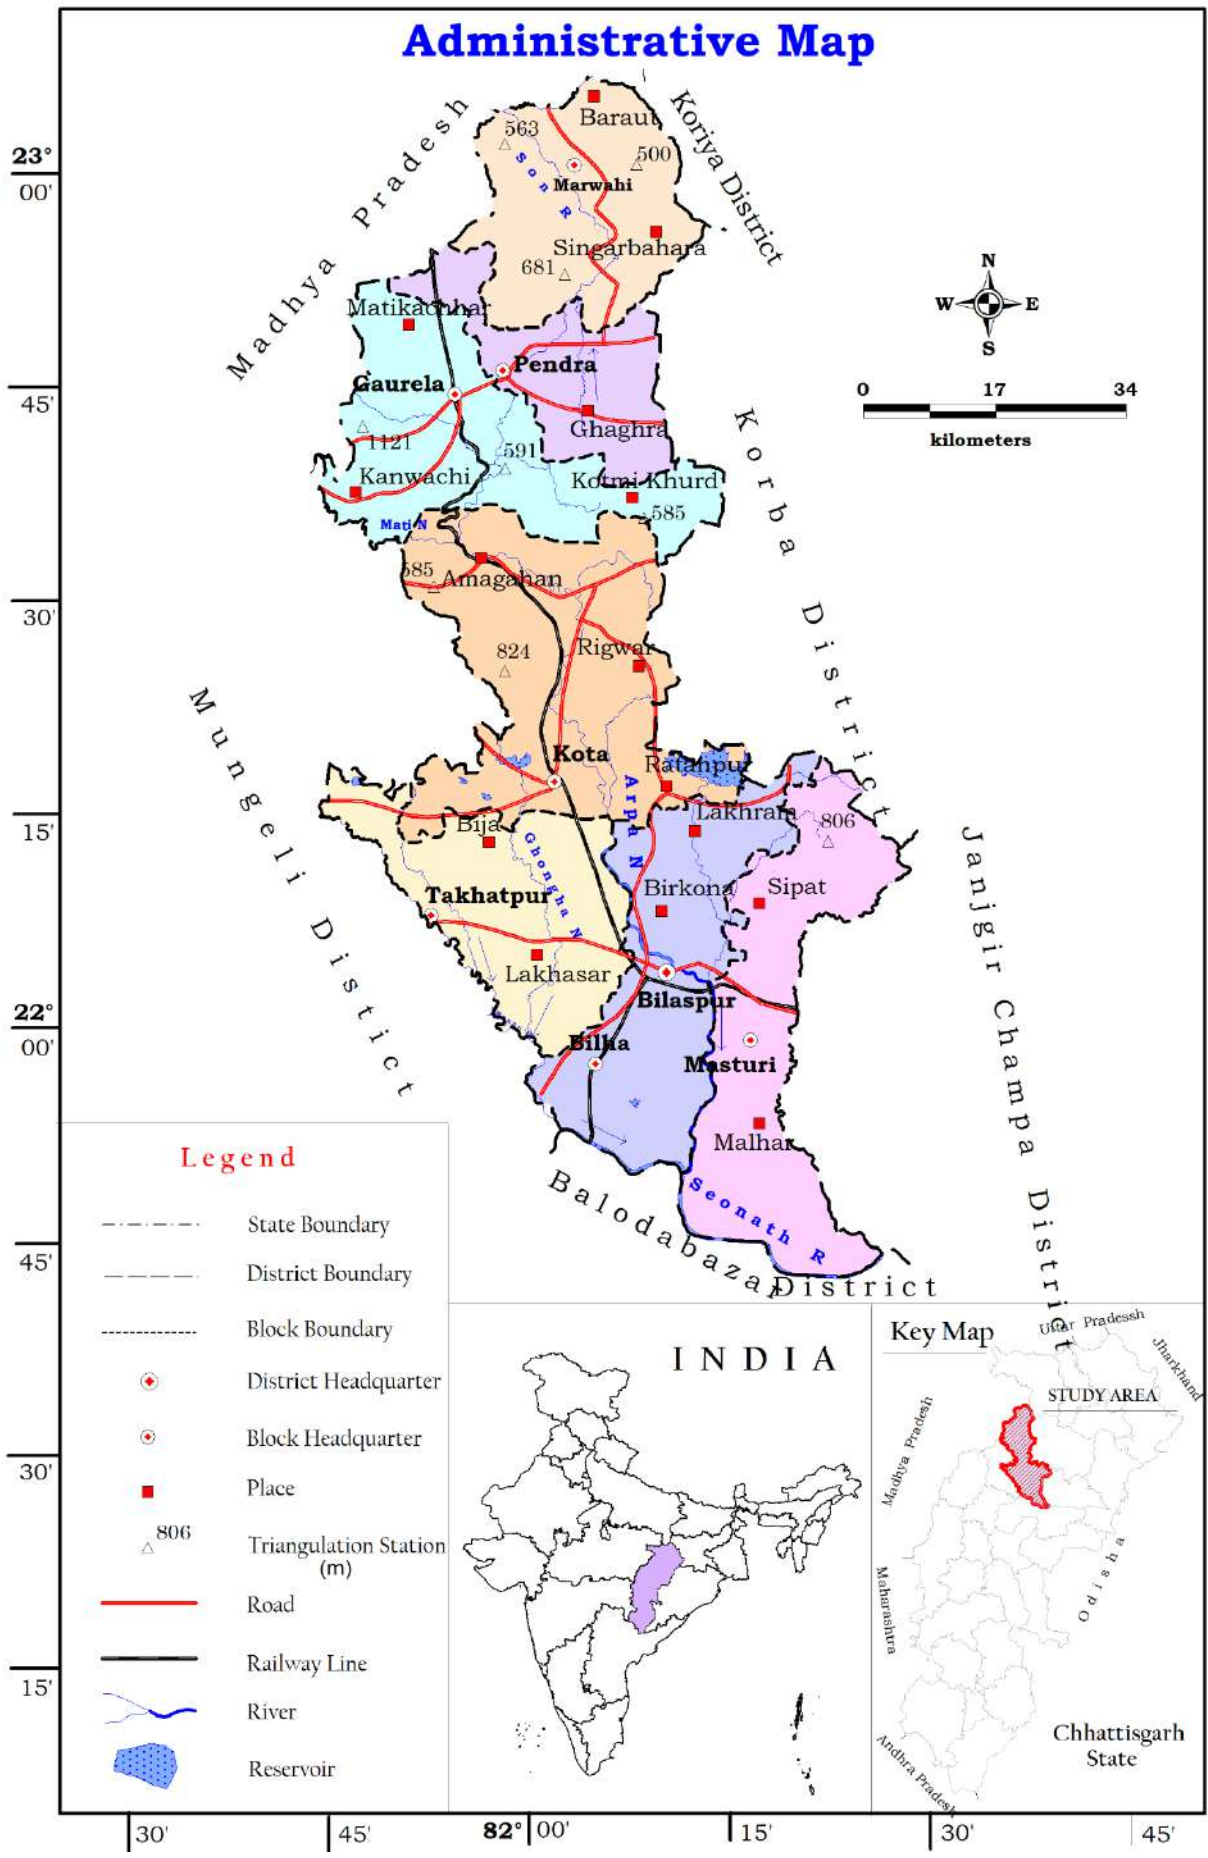 Administrative Map
Madhya Pradesh
Koriya District
Baraut
563
500
Son R
Marwahi
Singarbahara
681
23°
00'
N
W E
S
Matikachhar
Pendra
Gaurela
45'
0 17 34
kilometers
Ghaghra
1121
591
Kanwachi
Kotmi Khurd
585
Mati N
Korba District
585
Amagahan
30'
Rigwar
824
Mungeli District
Kota
Ratanpur
Arpa N
Lakhram
806
15'
Bija
Ghongha N
Janjgir Champa District
Birkona
Sipat
Takhatpur
Lakhasar
Bilaspur
22°
00'
Bilha
Masturi
Malhar
Seonath R
Balodabazar District
45'
30'
15'
Legend
State Boundary
District Boundary
Block Boundary
District Headquarter
Block Headquarter
Place
806
Triangulation Station
(m)
Road
Railway Line
River
Reservoir
INDIA
Key Map
Uttar Pradessh
Jharkhand
STUDY AREA
Madhya Pradesh
Odisha
Maharashtra
Andhra Pradesh
Chhattisgarh
State
30' 45' 82° 00' 15' 30' 45'